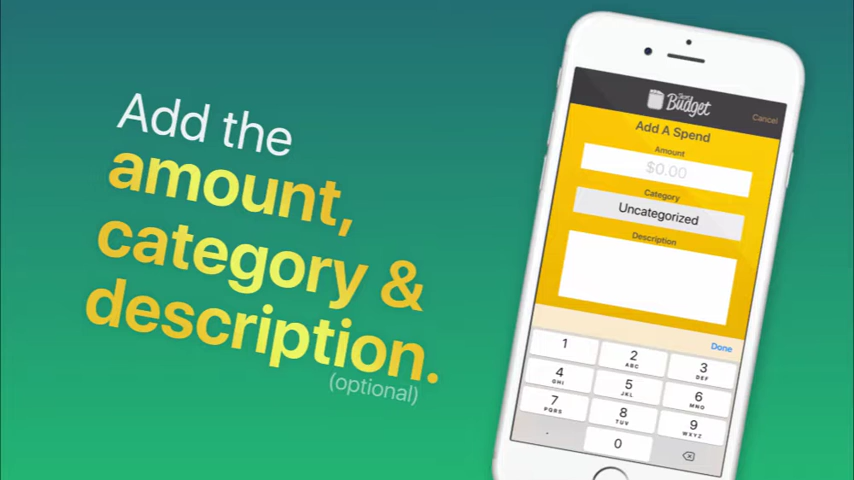 Add the
amount,
category &
description.
(optional)
Budget
Cancel
Add A Spend
Amount
$0.00
Category
Uncategorized
Description
Done
1
2
ABC
3
DEF
4
GHI
5
JKL
6
MNO
7
PQRS
8
TUV
9
WXYZ
.
0